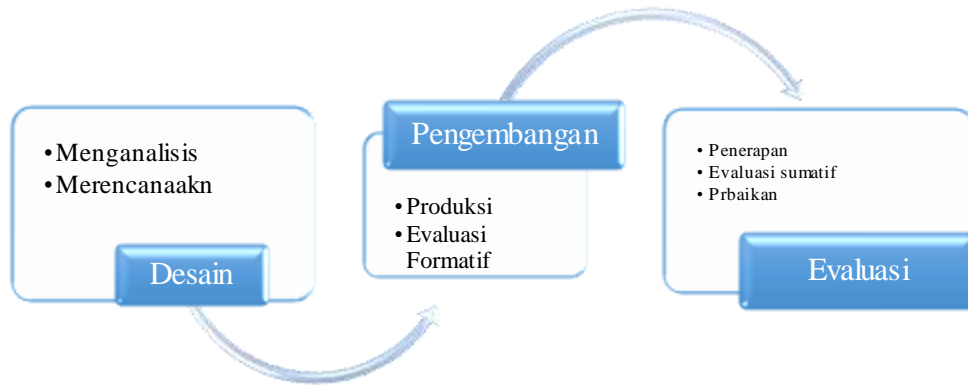 • Menganalisis
• Merencanaakn
Desain
Pengembangan
• Produksi
• Evaluasi
Formatif
• Penerapan
• Evaluasi sumatif
• Prbaikan
Evaluasi